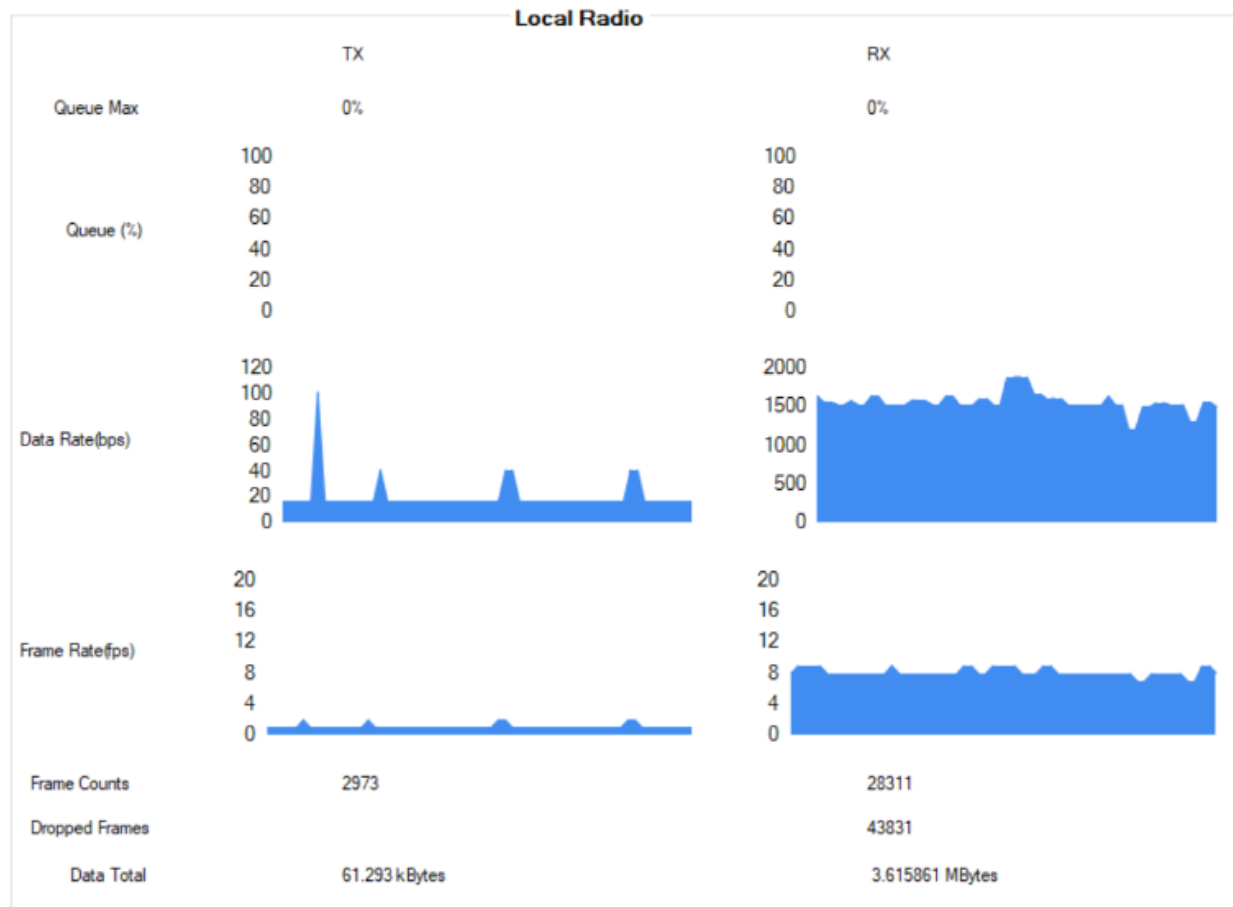 Local Radio
TX RX
Queue Max 0% 0%
100 100
80 80
60 60
Queue (%)
40 40
20 20
0 0
120 2000
100 1500
80
Data Rate(bps) 1000
60
40 500
20
0 0
20 20
16 16
12 12
Frame Rate(fps)
8 8
4 4
0 0
Frame Counts 2973 28311
Dropped Frames 43831
Data Total 61.293 kBytes 3.615861 MBytes